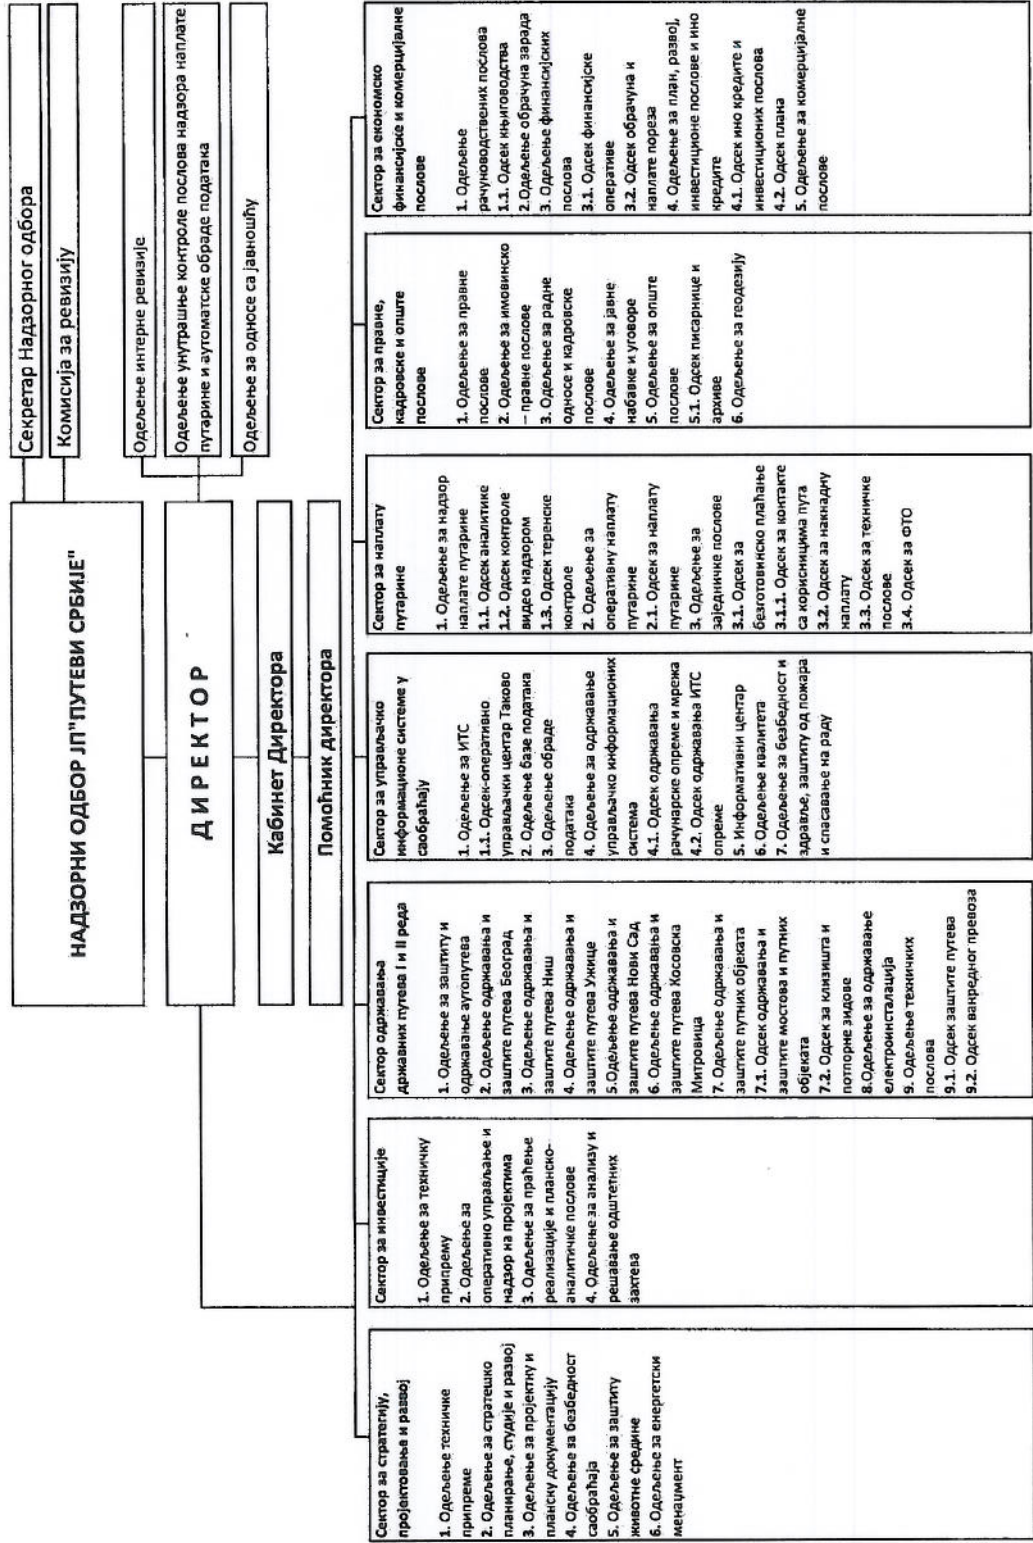 НАДЗОРНИ ОДБОР ЈП"ПУТЕВИ СРБИЈЕ"
Секретар Надзорног одбора
Комисија за ревизију
ДИРЕКТОР
Одељење интерне ревизије
Одељење унутрашње контроле послова надзора наплате
путарине и аутоматске обраде података
Одељење за односе са јавношћу
Кабинет Директора
Помоћник директора
Сектор за стратегију,
пројектовање и развој
1. Одељење техничке
припреме
2. Одељење за стратешко
планирање, студије и развој
3. Одељење за пројектну и
планску документацију
4. Одељење за безбедност
саобраћаја
5. Одељење за заштиту
животне средине
6. Одељење за енергетски
менаџмент
Сектор за инвестиције
1. Одељење за техничку
припрему
2. Одељење за
оперативно управљање и
надзор на пројектима
3. Одељење за праћење
реализације и планско-
аналитичке послове
4. Одељење за анализу и
решавање одштетних
захтева
Сектор одржавања
државних путева I и II реда
1. Одељење за заштиту и
одржавање аутопутева
2. Одељење одржавања и
заштите путева Београд
3. Одељење одржавања и
заштите путева Ниш
4. Одељење одржавања и
заштите путева Ужице
5.Одељење одржавања и
заштите путева Нови Сад
6. Одељење одржавања и
заштите путева Косовска
Митровица
7. Одељење одржавања и
заштите путних објеката
7.1. Одсек одржавања и
заштите мостова и путних
објеката
7.2. Одсек за клизишта и
потпорне зидове
8.Одељење за одржавање
електроинсталација
9. Одељење техничких
послова
9.1. Одсек заштите путева
9.2. Одсек ванредног превоза
Сектор за управљачко
информационе системе у
саобраћају
1. Одељење за ИТС
1.1. Одсек-оперативно
управљачки центар Таково
2. Одељење базе података
3. Одељење обраде
података
4. Одељење за одржавање
управљачко информационих
система
4.1. Одсек одржавања
рачунарске опреме и мрежа
4.2. Одсек одржавања ИТС
опреме
5. Информативни центар
6. Одељење квалитета
7. Одељење за безбедност и
здравље, заштиту од пожара
и спасавање на раду
Сектор за наплату
путарине
1. Одељење за надзор
наплате путарине
1.1. Одсек аналитике
1.2. Одсек контроле
видео надзором
1.3. Одсек теренске
контроле
2. Одељење за
оперативну наплату
путарине
2.1. Одсек за наплату
путарине
3. Одељење за
заједничке послове
3.1. Одсек за
безготовинско плаћање
3.1.1. Одсек за контакте
са корисницима пута
3.2. Одсек за накнадну
наплату
3.3. Одсек за техничке
послове
3.4. Одсек за ФТО
Сектор за правне,
кадровске и опште
послове
1. Одељење за правне
послове
2. Одељење за имовинско
– правне послове
3. Одељење за радне
односе и кадровске
послове
4. Одељење за јавне
набавке и уговоре
5. Одељење за опште
послове
5.1. Одсек писарнице и
архиве
6. Одељење за геодезију
Сектор за економско
финансијске и комерцијалне
послове
1. Одељење
рачуноводствених послова
1.1. Одсек књиговодства
2.Одељење обрачуна зарада
3. Одељење финансијских
послова
3.1. Одсек финансијске
оперативе
3.2. Одсек обрачуна и
наплате пореза
4. Одељење за план, развој,
инвестиционе послове и ино
кредите
4.1. Одсек ино кредите и
инвестиционих послова
4.2. Одсек плана
5. Одељење за комерцијалне
послове